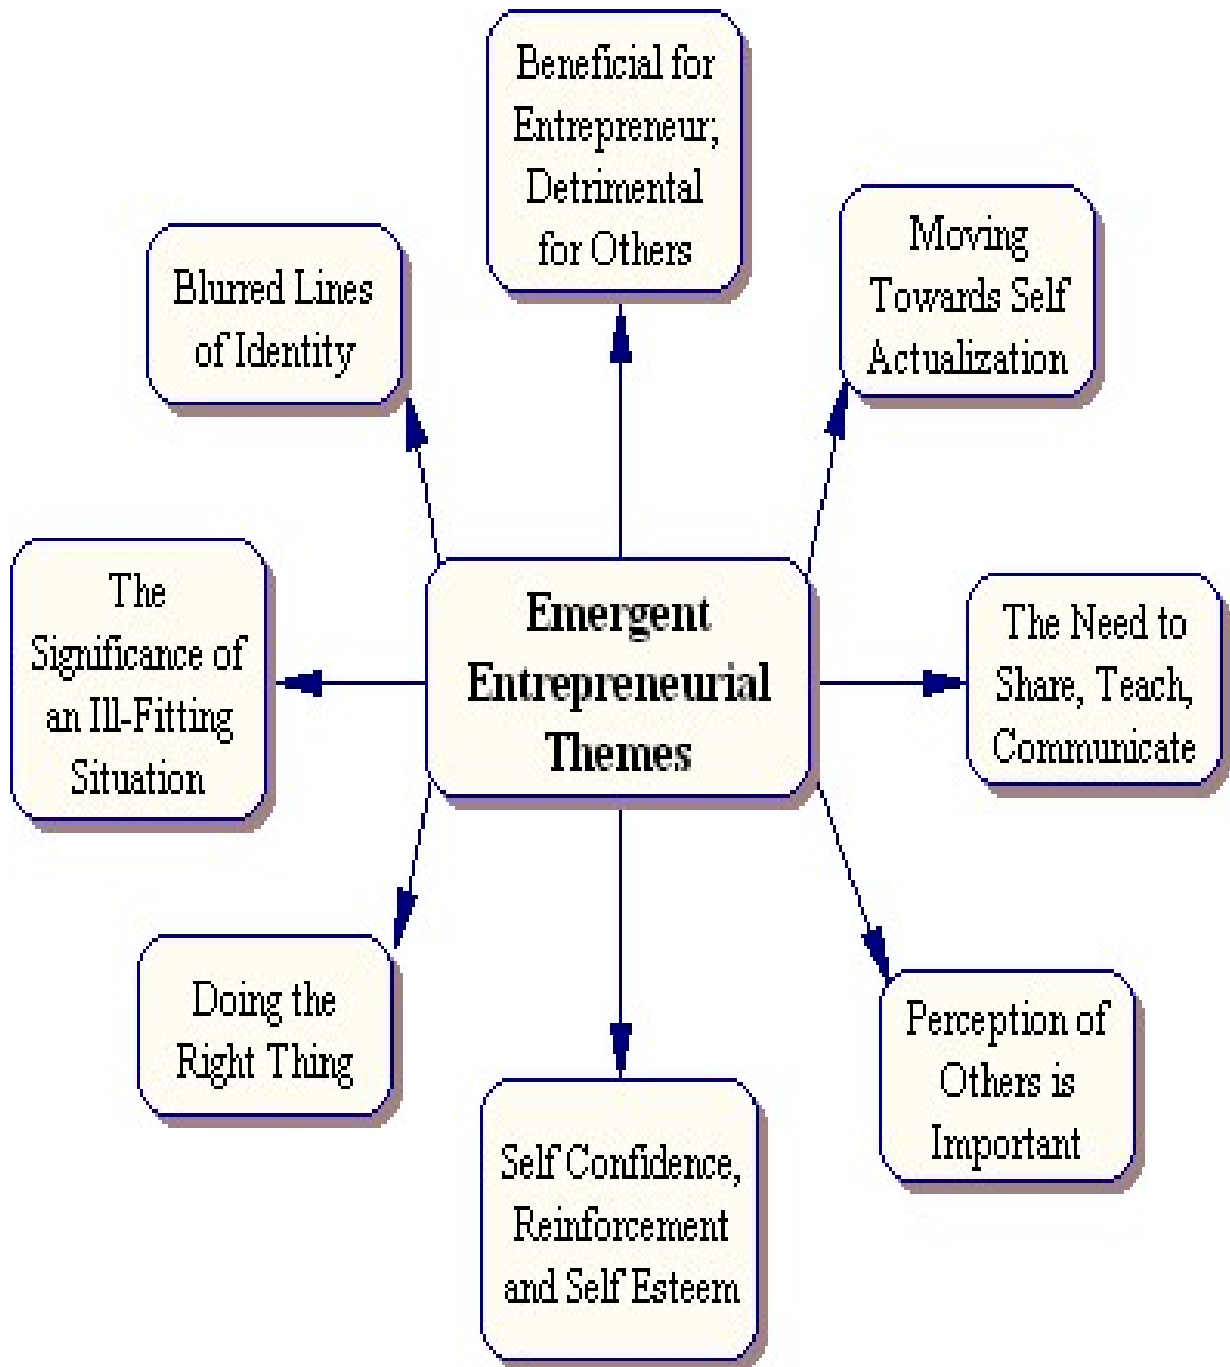 Beneficial for
Entrepreneur;
Detrimental
for Others
Moving
Towards Self
Actualization
Blurred Lines
of Identity
The
Significance of
an Ill-Fitting
Situation
Emergent
Entrepreneurial
Themes
The Need to
Share, Teach,
Communicate
Doing the
Right Thing
Perception of
Others is
Important
Self Confidence,
Reinforcement
and Self Esteem